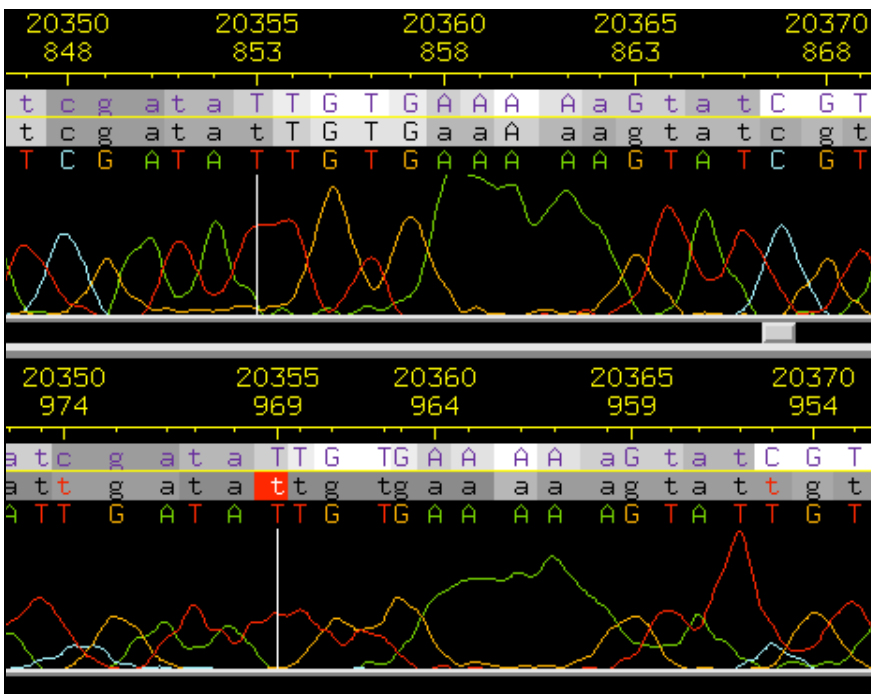 20350 20355 20360 20365 20370
848 853 858 863 868
t c g a t a T T G T G A A A A a G t a t C G T
t c g a t a t T G T G a a A a a g t a t c g t
T C G A T A T T G T G A A A A A G T A T C G T
20350 20355 20360 20365 20370
974 969 964 959 954
a t c g a t a T T G T G A A A A a G t a t C G T
a t t g a t a t t g t g a a a a a g t a t t g t
A T T G A T A T T G T G A A A A A G T A T T G T